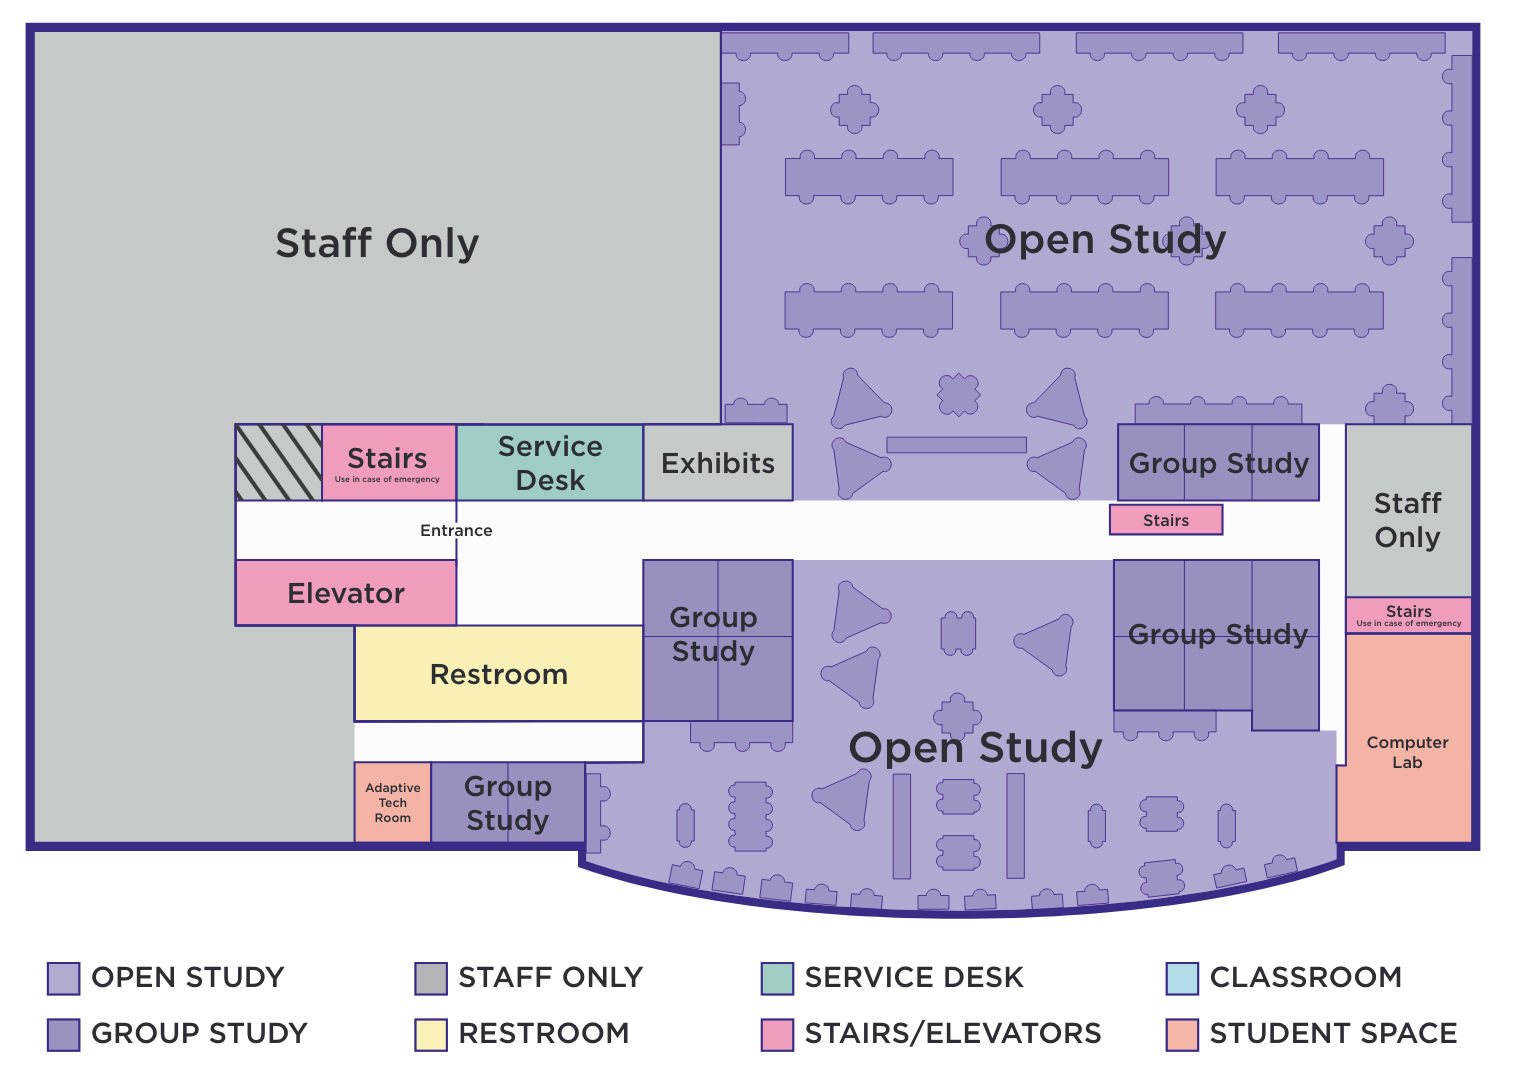 Staff Only
Open Study
Stairs
Use in case of emergency
Service
Desk
Exhibits
Group Study
Staff
Only
Stairs
Entrance
Elevator
Group
Study
Group Study
Stairs
Use in case of emergency
Restroom
Open Study
Computer
Lab
Adaptive
Tech
Room
Group
Study
OPEN STUDY
STAFF ONLY
SERVICE DESK
CLASSROOM
GROUP STUDY
RESTROOM
STAIRS/ELEVATORS
STUDENT SPACE